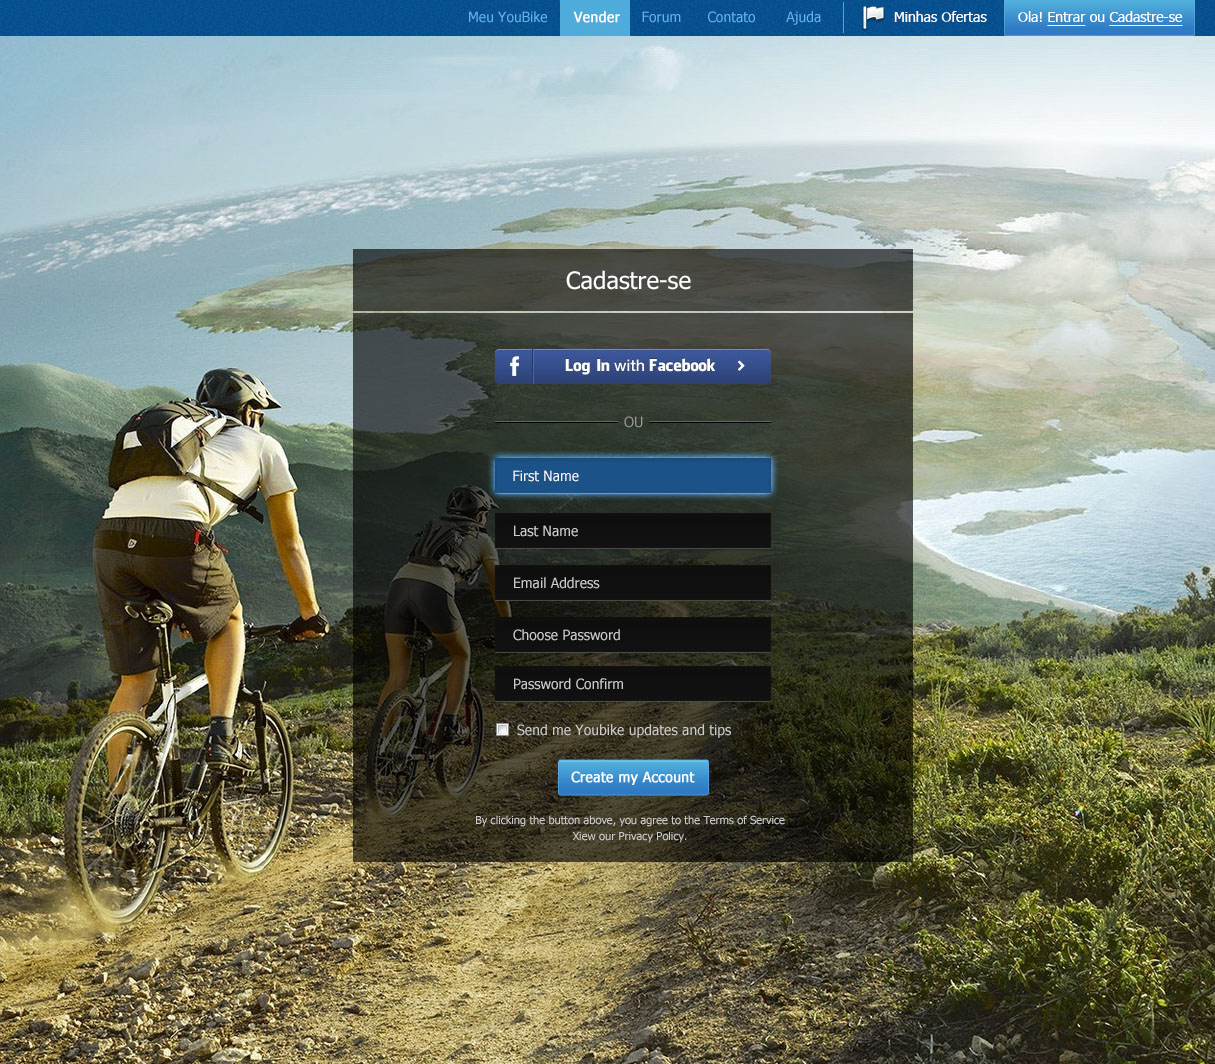 Meu YouBike Vender Forum Contato Ajuda Minhas Ofertas Ola! Entrar ou Cadastre-se
Cadastre-se
f Log In with Facebook >
OU
First Name
Last Name
Email Address
Choose Password
Password Confirm
Send me Youbike updates and tips
Create my Account
By clicking the button above, you agree to the Terms of Service
Xiew our Privacy Policy.